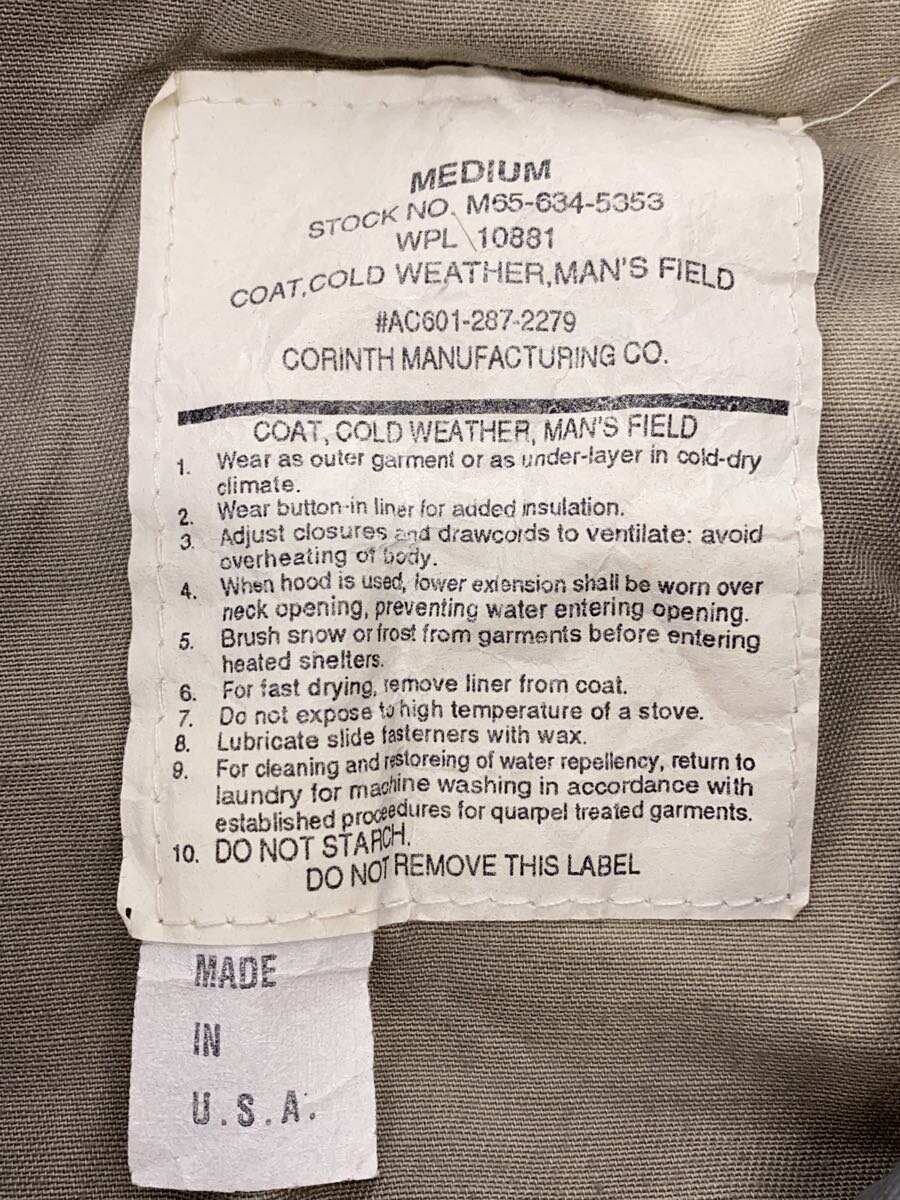 MEDIUM
STOCK NO. M65-634-5353
WPL 10881
COAT,COLD WEATHER,MAN'S FIELD
#AC601-287-2279
CORINTH MANUFACTURING CO.
COAT, COLD WEATHER, MAN'S FIELD
1. Wear as outer garment or as under-layer in cold-dry
climate.
2. Wear button-in liner for added insulation.
3. Adjust closures and drawcords to ventilate: avoid
overheating of body.
4. When hood is used, lower extension shall be worn over
neck opening, preventing water entering opening.
5. Brush snow or frost from garments before entering
heated shelters.
6. For fast drying, remove liner from coat.
7. Do not expose to high temperature of a stove.
8. Lubricate slide fasterners with wax.
9. For cleaning and restoreing of water repellency, return to
laundry for machine washing in accordance with
established proceedures for quarpel treated garments.
10. DO NOT STARCH.
DO NOT REMOVE THIS LABEL
MADE
IN
U.S.A.